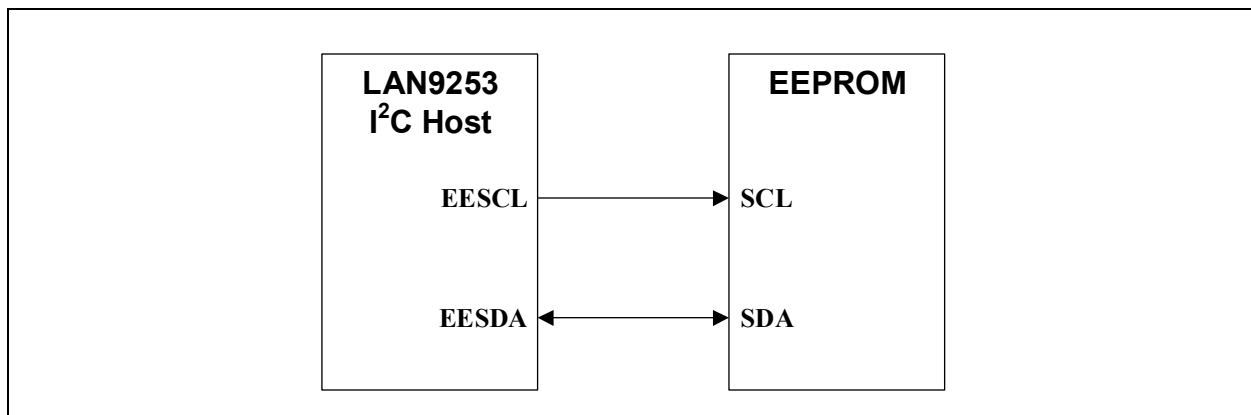 LAN9253
I²C Host
EEPROM
EESCL
SCL
EESDA
SDA